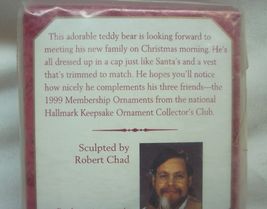 This adorable teddy bear is looking forward to
meeting his new family on Christmas morning. He's
all dressed up in a cap just like Santa's and a vest
that's trimmed to match. He hopes you'll notice
how nicely he complements his three friends—the
1999 Membership Ornaments from the national
Hallmark Keepsake Ornament Collector's Club.
Sculpted by
Robert Chad